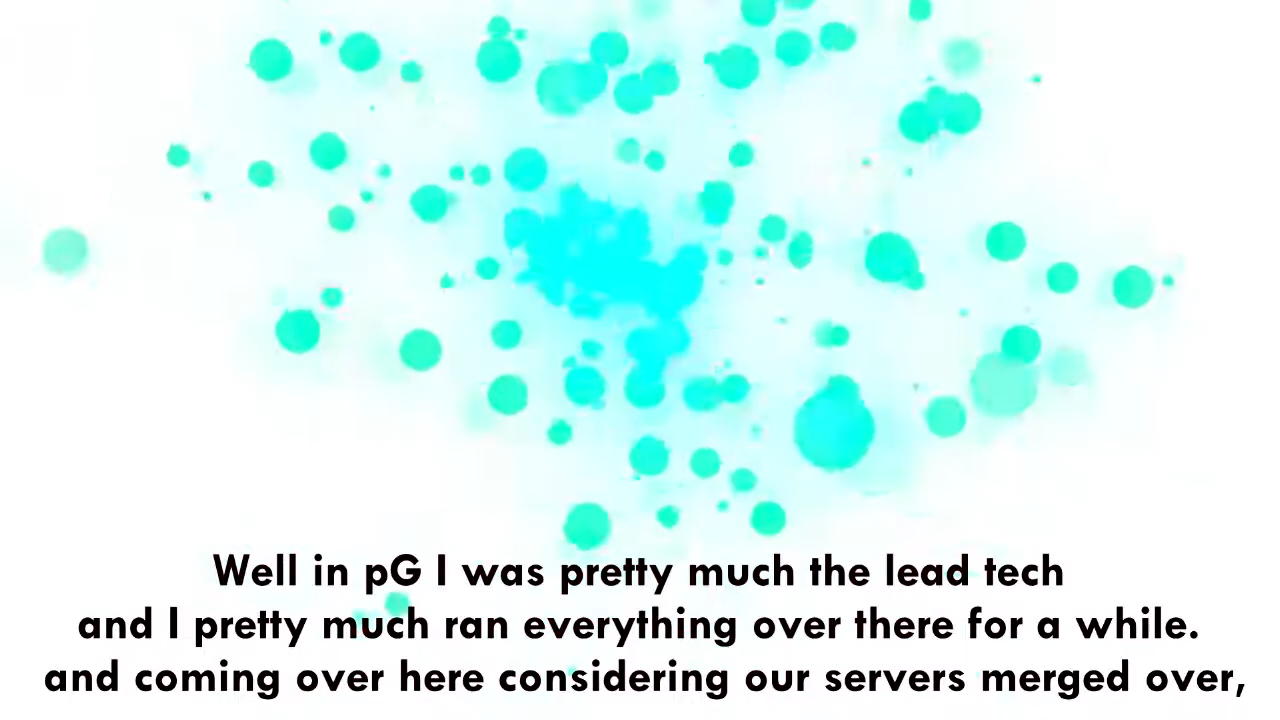 Well in pG I was pretty much the lead tech
and I pretty much ran everything over there for a while.
and coming over here considering our servers merged over,